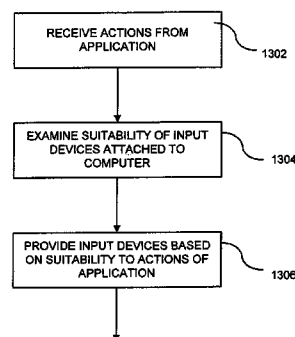 RECEIVE ACTIONS FROM
APPLICATION
1302
EXAMINE SUITABILITY OF INPUT
DEVICES ATTACHED TO
COMPUTER
1304
PROVIDE INPUT DEVICES BASED
ON SUITABILITY TO ACTIONS OF
APPLICATION
1306